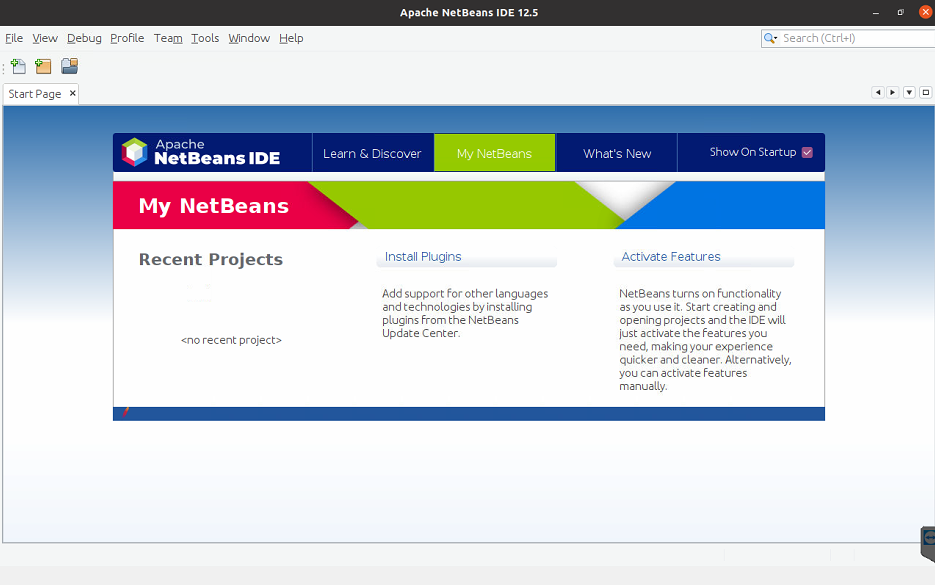 Apache NetBeans IDE 12.5
File View Debug Profile Team Tools Window Help
Search (Ctrl+I)
Start Page
Apache
NetBeans IDE
Learn & Discover
My NetBeans
What's New
Show On Startup
My NetBeans
Recent Projects
<no recent project>
Install Plugins
Add support for other languages
and technologies by installing
plugins from the NetBeans
Update Center.
Activate Features
NetBeans turns on functionality
as you use it. Start creating and
opening projects and the IDE will
just activate the features you
need, making your experience
quicker and cleaner. Alternatively,
you can activate features
manually.